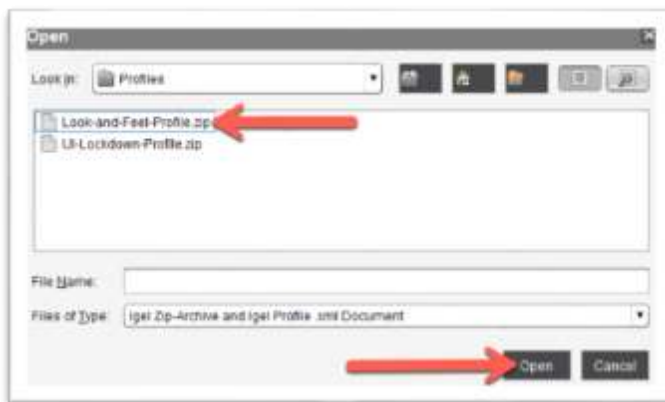 Open
Look in: Profiles
Look-and-Feel-Profile.zip
UI-Lockdown-Profile.zip
File Name:
Files of Type: Igel Zip-Archive and Igel Profile .xml Document
Open Cancel